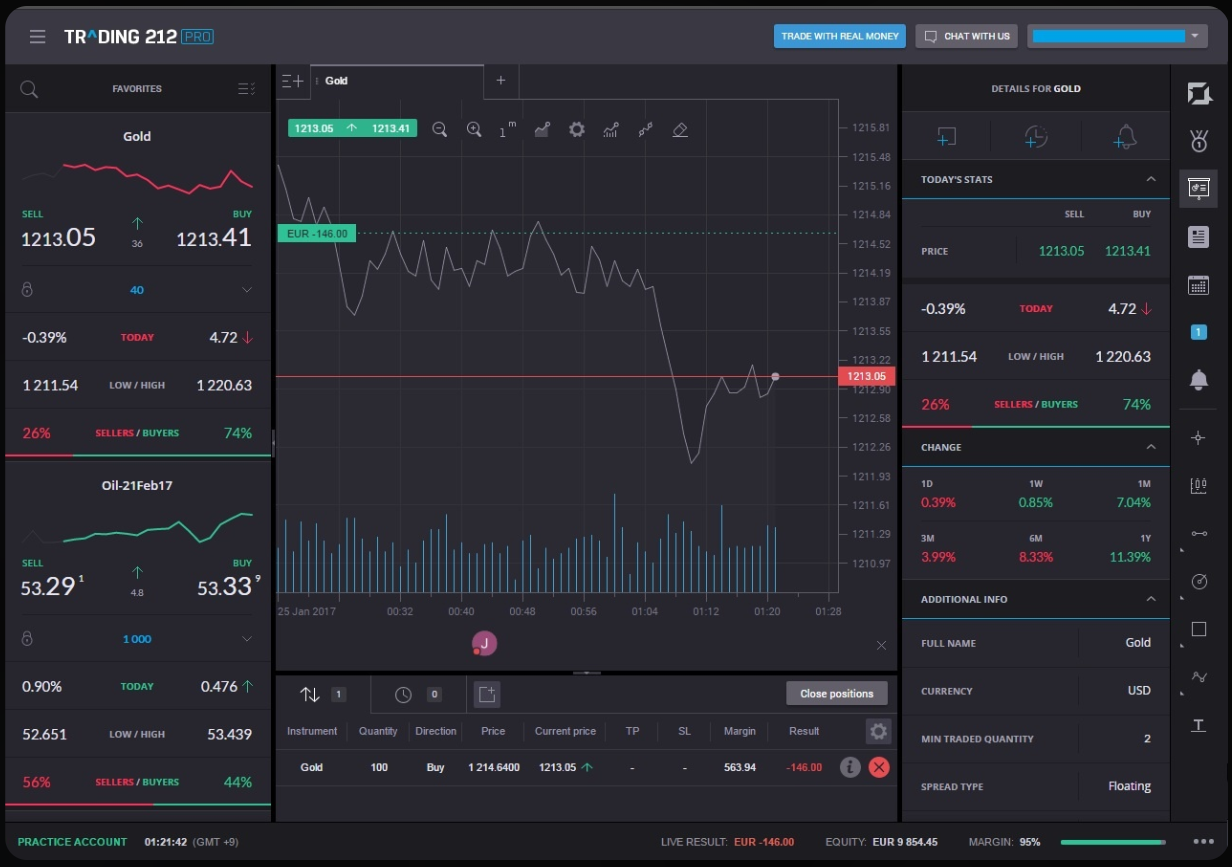 TR^DING 212 PRO
TRADE WITH REAL MONEY
CHAT WITH US
FAVORITES
Gold
SELL
BUY
1213.05
36
1213.41
40
-0.39%
TODAY
4.72
1 211.54
LOW / HIGH
1 220.63
26%
SELLERS / BUYERS
74%
Oil-21Feb17
SELL
BUY
53.29 1
4.8
53.33 9
1 000
0.90%
TODAY
0.476
52.651
LOW / HIGH
53.439
56%
SELLERS / BUYERS
44%
Gold
+
1213.05
1213.41
1 m
EUR -146.00
1215.81
1215.48
1215.16
1214.84
1214.52
1214.19
1213.87
1213.55
1213.22
1213.05
1212.90
1212.58
1212.26
1211.93
1211.61
1211.29
1210.97
25 Jan 2017
00:32
00:40
00:48
00:56
01:04
01:12
01:20
01:28
J
1
0
Close positions
Instrument Quantity Direction Price Current price TP SL Margin Result
Gold 100 Buy 1 214.6400 1213.05 - - 563.94 -146.00
DETAILS FOR GOLD
TODAY'S STATS
SELL BUY
PRICE 1213.05 1213.41
-0.39% TODAY 4.72
1 211.54 LOW / HIGH 1 220.63
26% SELLERS / BUYERS 74%
CHANGE
1D 1W 1M
0.39% 0.85% 7.04%
3M 6M 1Y
3.99% 8.33% 11.39%
ADDITIONAL INFO
FULL NAME Gold
CURRENCY USD
MIN TRADED QUANTITY 2
SPREAD TYPE Floating
1
1
PRACTICE ACCOUNT 01:21:42 (GMT +9)
LIVE RESULT: EUR -146.00
EQUITY: EUR 9 854.45
MARGIN: 95%